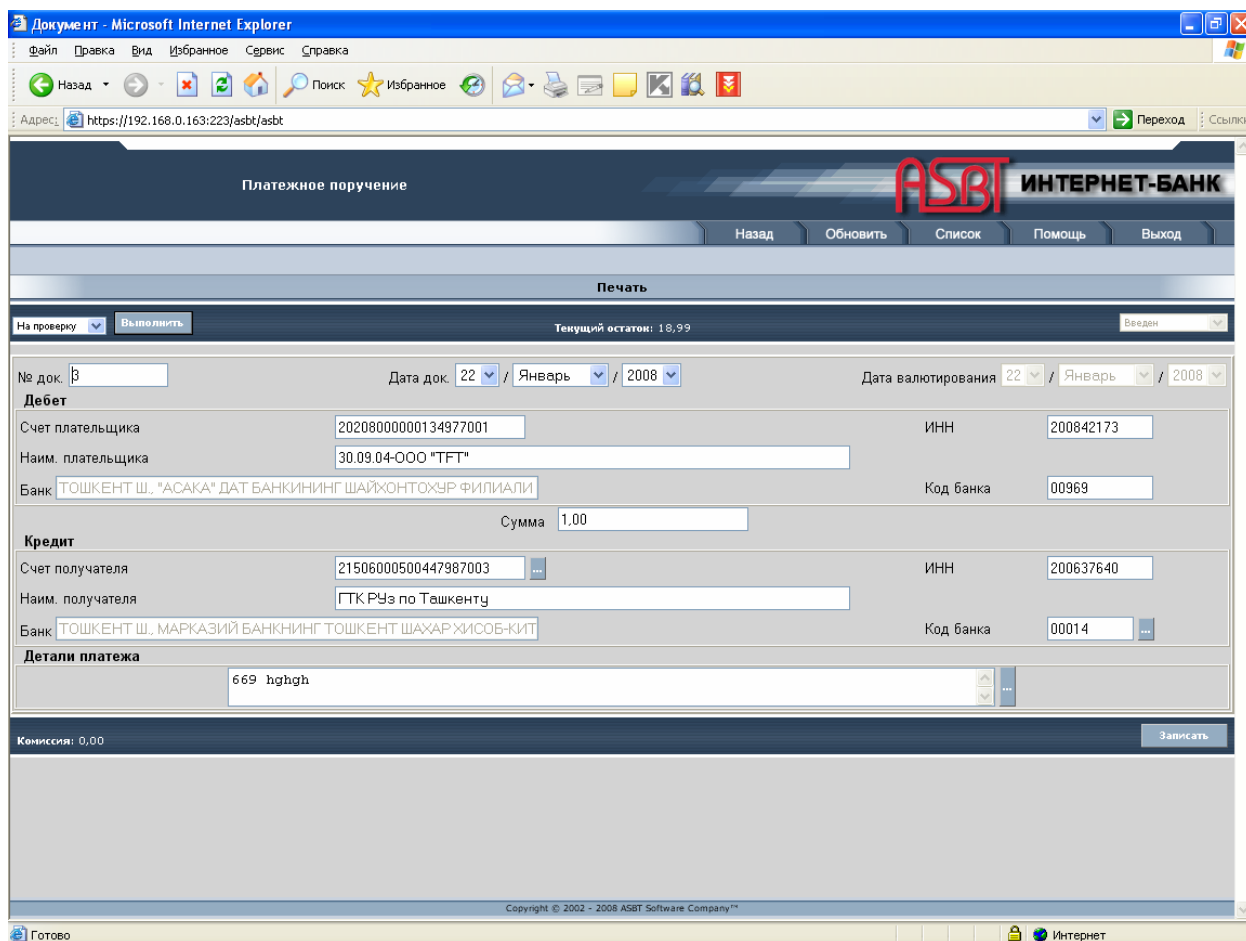 Документ - Microsoft Internet Explorer
Файл Правка Вид Избранное Сервис Справка
Назад Поиск Избранное
Адрес: https://192.168.0.163:223/asbt/asbt Переход Ссылки
Платежное поручение ASBT ИНТЕРНЕТ-БАНК
Назад Обновить Список Помощь Выход
Печать
На проверку Выполнить Текущий остаток: 18,99 Введен
№ док. 3 Дата док. 22 / Январь / 2008 Дата валютирования 22 / Январь / 2008
Дебет
Счет плательщика 20208000000134977001 ИНН 200842173
Наим. плательщика 30.09.04-ООО "TFT"
Банк ТОШКЕНТ Ш., "АСАКА" ДАТ БАНКИНИНГ ШАЙХОНТОХУР ФИЛИАЛИ Код банка 00969
Сумма 1,00
Кредит
Счет получателя 21506000500447987003 ... ИНН 200637640
Наим. получателя ГТК РУз по Ташкенту
Банк ТОШКЕНТ Ш., МАРКАЗИЙ БАНКНИНГ ТОШКЕНТ ШАХАР ХИСОБ-КИТ Код банка 00014 ...
Детали платежа
669 hghgh ...
Комиссия: 0,00 Записать
Copyright © 2002 - 2008 ASBT Software Company™
Готово Интернет